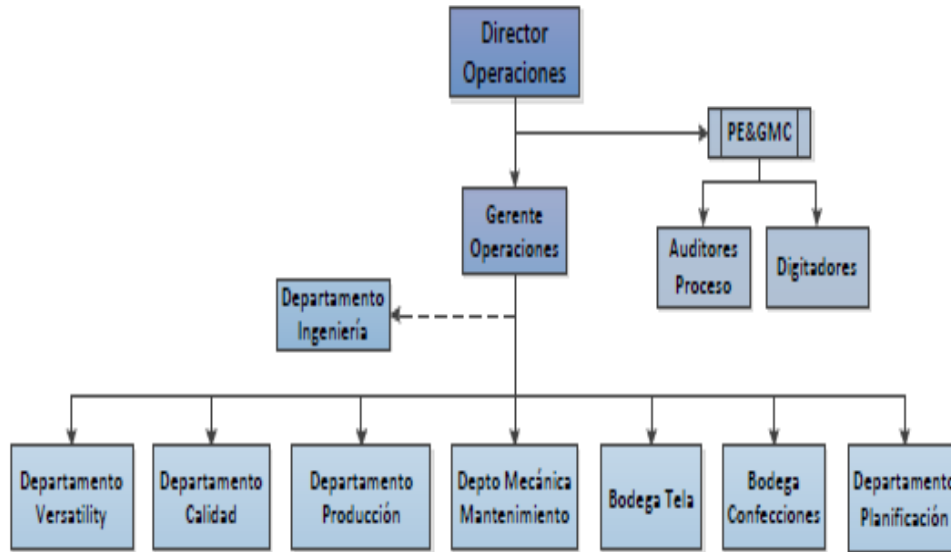 Director
Operaciones
PE&GMC
Gerente
Operaciones
Auditores
Proceso
Digitadores
Departamento
Ingeniería
Departamento
Versatility
Departamento
Calidad
Departamento
Producción
Depto Mecánica
Mantenimiento
Bodega Tela
Bodega
Confecciones
Departamento
Planificación